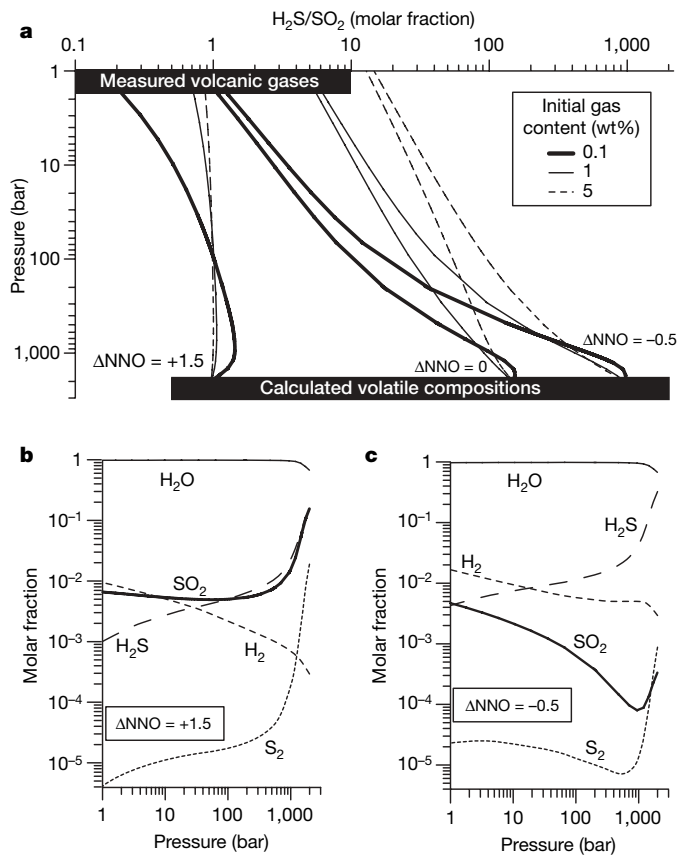 a
H₂S/SO₂ (molar fraction)
0.1 1 10 100 1,000
Measured volcanic gases
Initial gas
content (wt%)
0.1
1
5
Pressure (bar)
1
10
100
1,000
ΔNNO = +1.5
ΔNNO = 0
ΔNNO = –0.5
Calculated volatile compositions
b
Molar fraction
1
10⁻¹
10⁻²
10⁻³
10⁻⁴
10⁻⁵
H₂O
SO₂
H₂S
H₂
ΔNNO = +1.5
S₂
1 10 100 1,000
Pressure (bar)
c
Molar fraction
1
10⁻¹
10⁻²
10⁻³
10⁻⁴
10⁻⁵
H₂O
H₂S
H₂
SO₂
ΔNNO = –0.5
S₂
1 10 100 1,000
Pressure (bar)